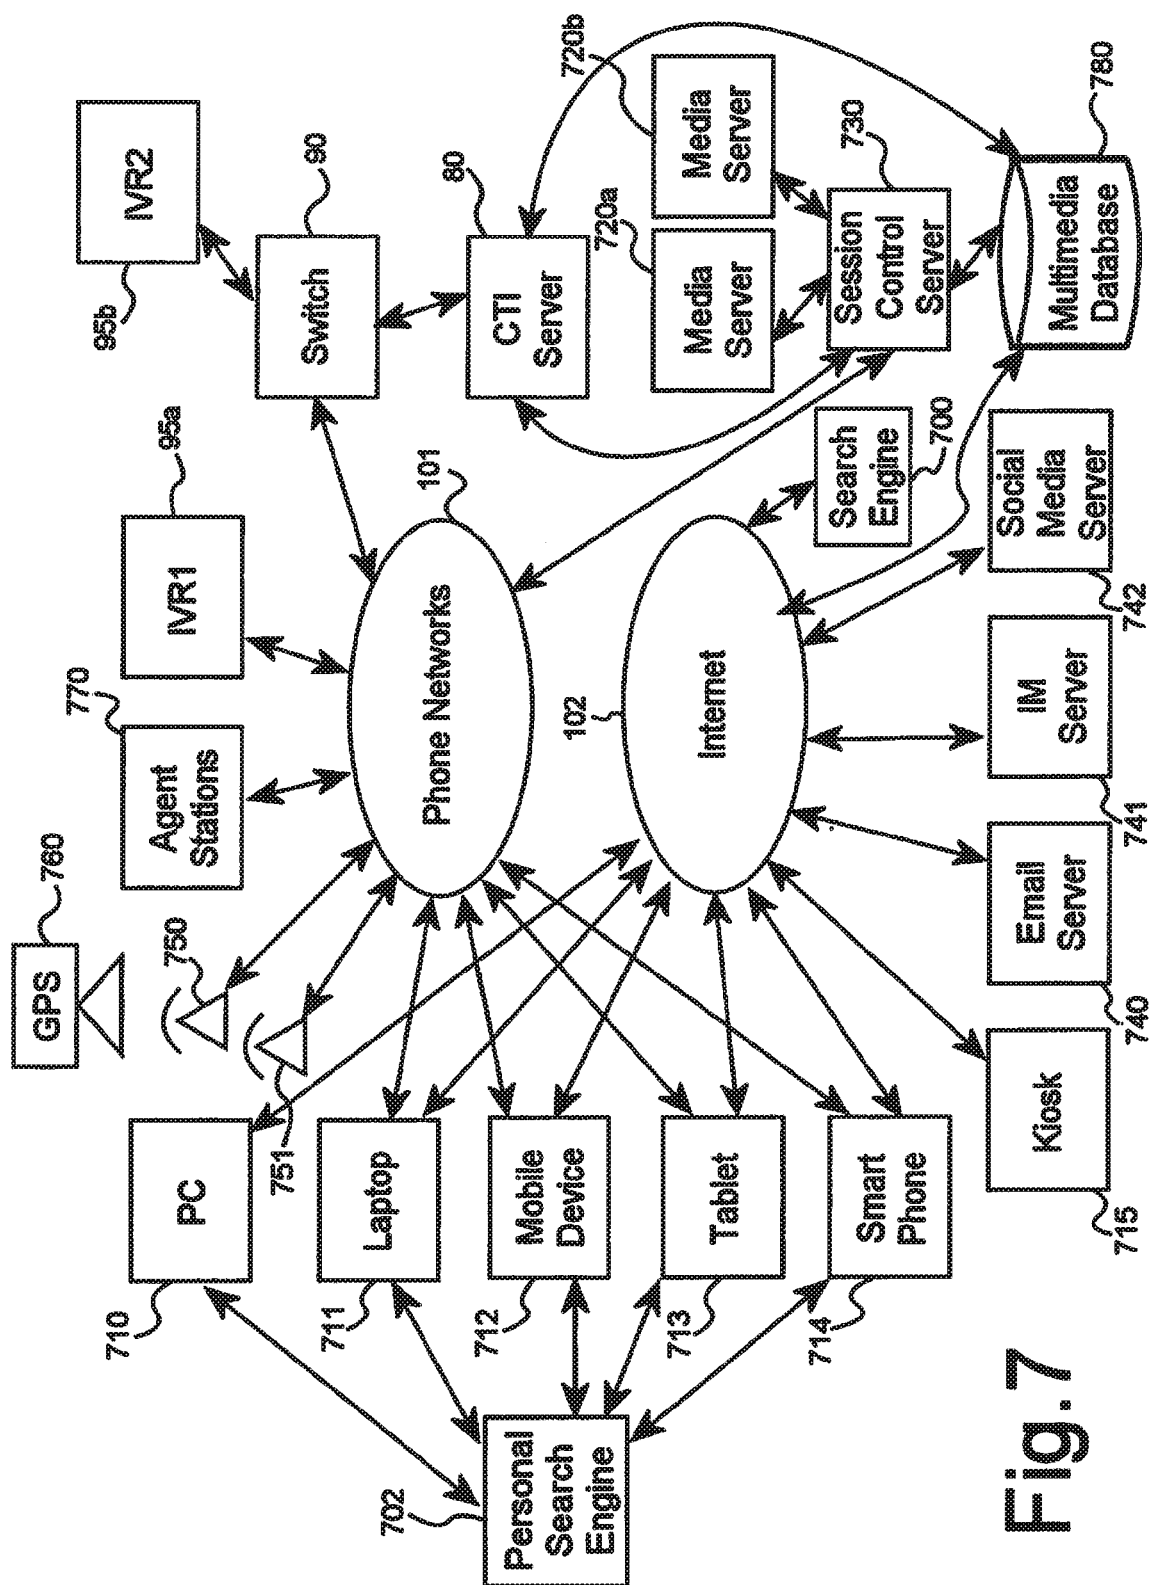 GPS
760
750
751
Agent
Stations
770
IVR1
95a
IVR2
95b
Switch
90
CTI
Server
80
Phone Networks
101
Internet
102
PC
710
Laptop
711
Mobile
Device
712
Tablet
713
Smart
Phone
714
Personal
Search
Engine
702
Media
Server
720a
Media
Server
720b
Session
Control
Server
730
Search
Engine
700
Multimedia
Database
780
Kiosk
715
Email
Server
740
IM
Server
741
Social
Media
Server
742
Fig.7